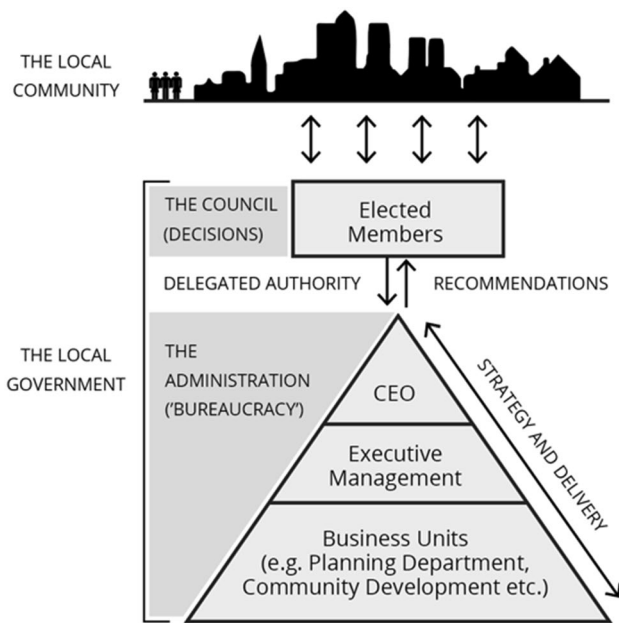 THE LOCAL
COMMUNITY
THE COUNCIL
(DECISIONS)
Elected
Members
DELEGATED AUTHORITY
RECOMMENDATIONS
THE LOCAL
GOVERNMENT
THE
ADMINISTRATION
('BUREAUCRACY')
CEO
Executive
Management
Business Units
(e.g. Planning Department,
Community Development etc.)
STRATEGY AND DELIVERY